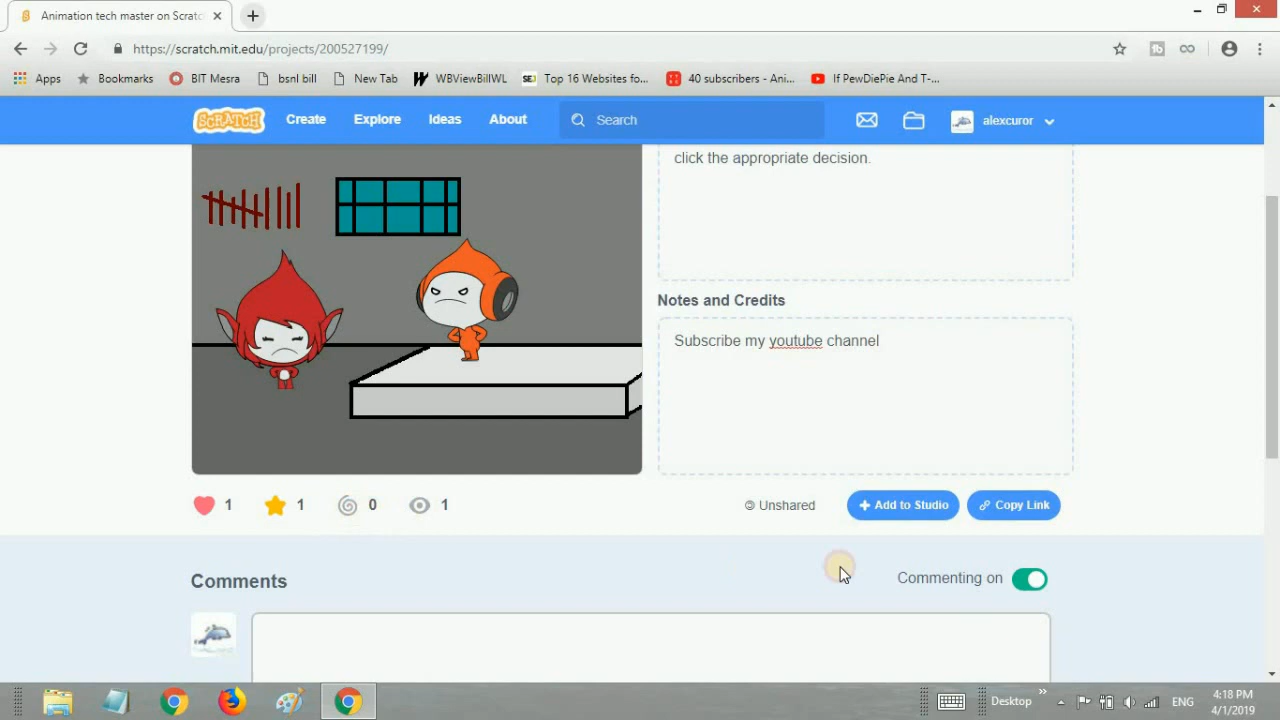 Animation tech master on Scratc
https://scratch.mit.edu/projects/200527199/
Apps Bookmarks BIT Mesra bsnl bill New Tab WBViewBillWL SEJ Top 16 Websites fo... 40 subscribers - Ani... If PewDiePie And T-...
SCRATCH Create Explore Ideas About Search alexcuror
click the appropriate decision.
Notes and Credits
Subscribe my youtube channel
1 1 0 1 Unshared Add to Studio Copy Link
Comments Commenting on
Desktop ENG 4:18 PM
4/1/2019